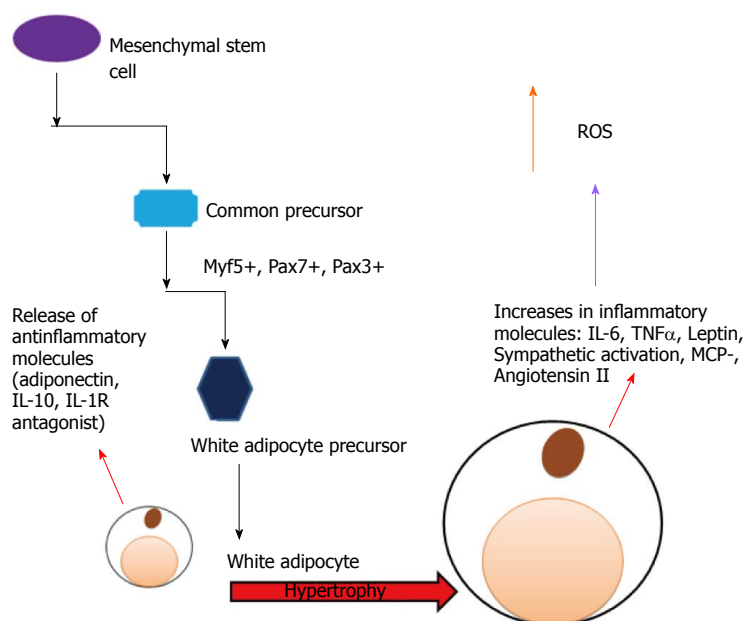 Mesenchymal stem
cell
ROS
Common precursor
Myf5+, Pax7+, Pax3+
Release of
antinflammatory
molecules
(adiponectin,
IL-10, IL-1R
antagonist)
Increases in inflammatory
molecules: IL-6, TNFα, Leptin,
Sympathetic activation, MCP-,
Angiotensin II
White adipocyte precursor
White adipocyte
Hypertrophy